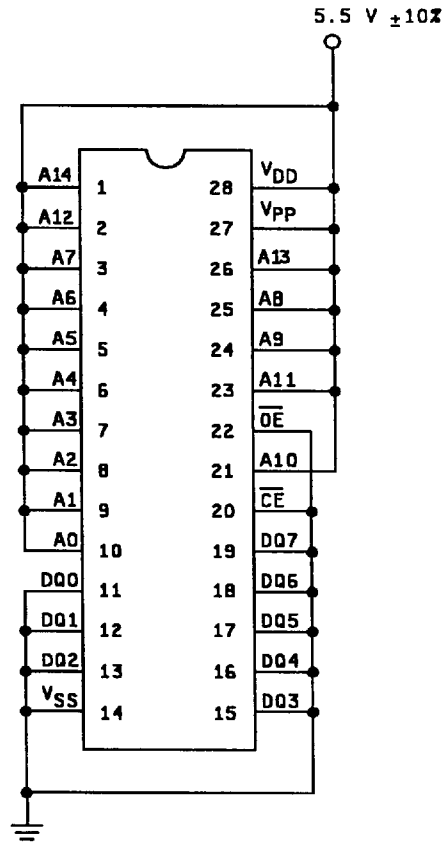 5.5 V ±10%
A14 1 28 VDD
A12 2 27 VPP
A7 3 26 A13
A6 4 25 A8
A5 5 24 A9
A4 6 23 A11
A3 7 22 O̅E̅
A2 8 21 A10
A1 9 20 C̅E̅
A0 10 19 DQ7
DQ0 11 18 DQ6
DQ1 12 17 DQ5
DQ2 13 16 DQ4
VSS 14 15 DQ3